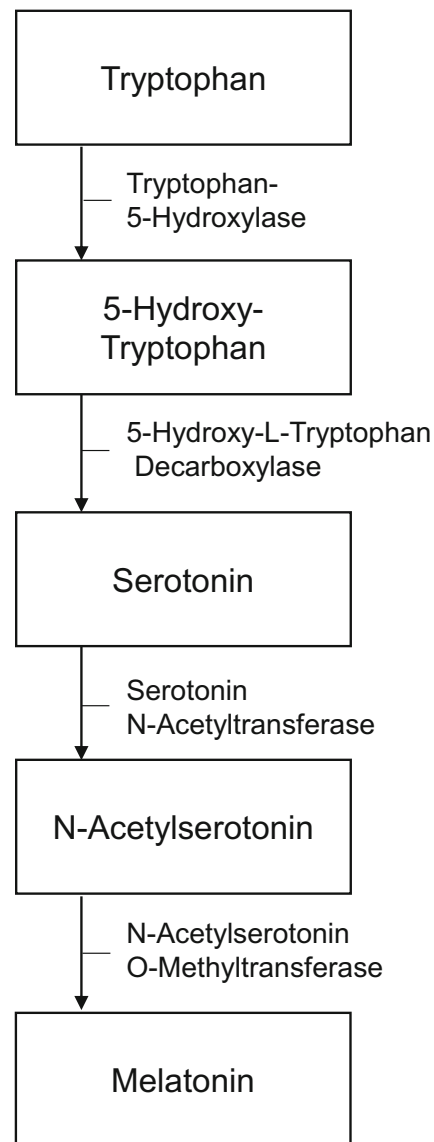 Tryptophan
Tryptophan-
5-Hydroxylase
5-Hydroxy-
Tryptophan
5-Hydroxy-L-Tryptophan
Decarboxylase
Serotonin
Serotonin
N-Acetyltransferase
N-Acetylserotonin
N-Acetylserotonin
O-Methyltransferase
Melatonin